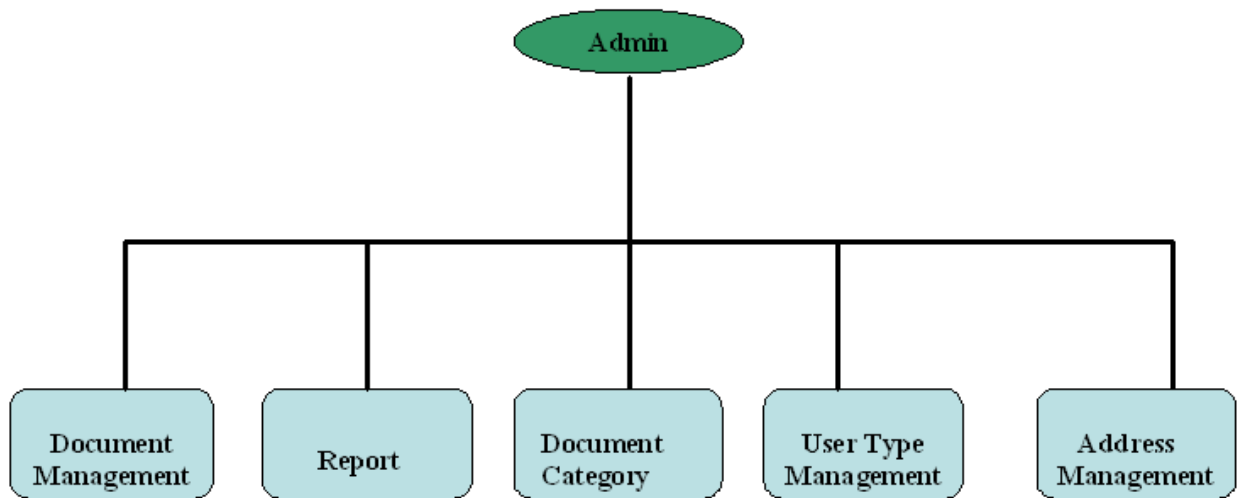 Admin
Document
Management
Report
Document
Category
User Type
Management
Address
Management